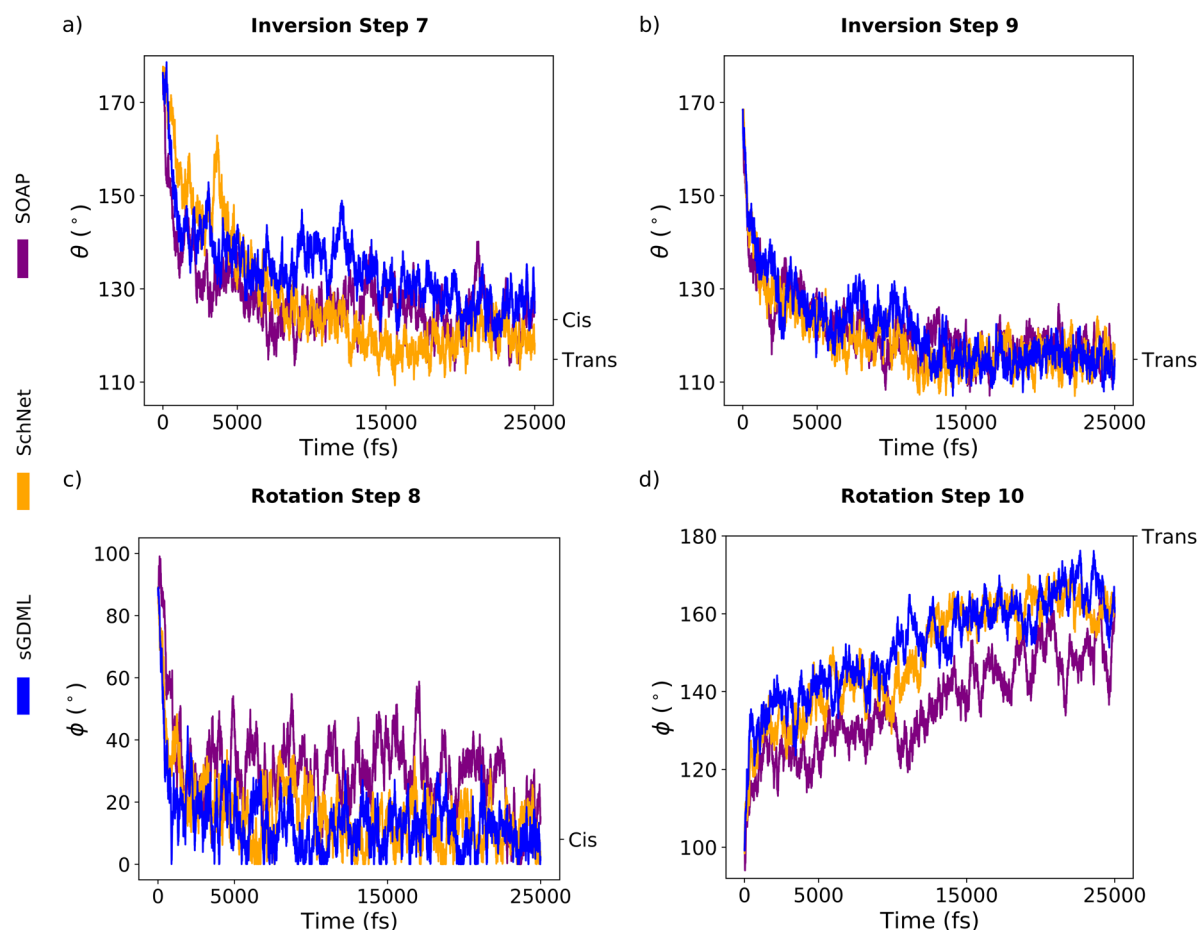 a)
Inversion Step 7
170
150
130
110
θ (°)
0
5000
15000
25000
Time (fs)
Cis
Trans
b)
Inversion Step 9
170
150
130
110
θ (°)
0
5000
15000
25000
Time (fs)
Trans
SOAP
SchNet
sGDML
c)
Rotation Step 8
100
80
60
40
20
0
ϕ (°)
0
5000
15000
25000
Time (fs)
Cis
d)
Rotation Step 10
180
160
140
120
100
ϕ (°)
0
5000
15000
25000
Time (fs)
Trans